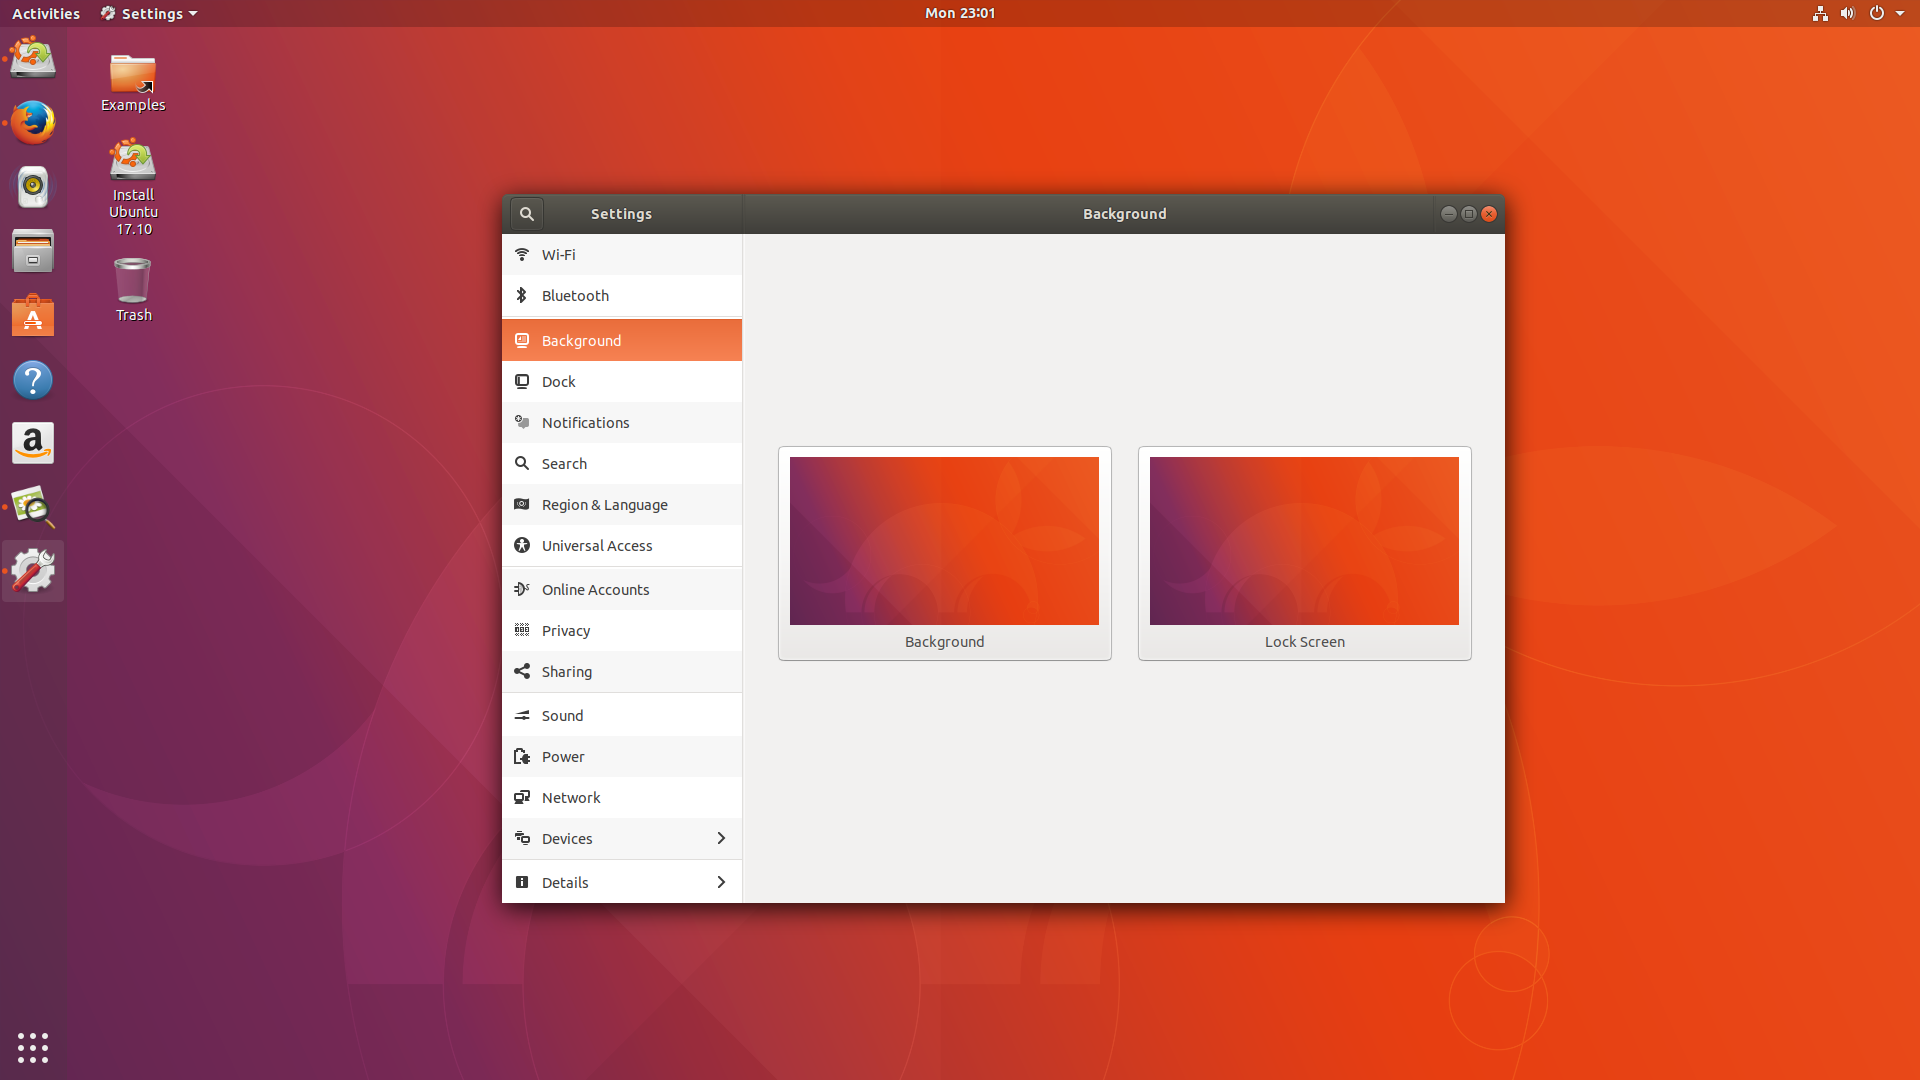 Activities
Settings
Mon 23:01
Examples
Install
Ubuntu
17.10
Trash
Settings
Background
Wi-Fi
Bluetooth
Background
Dock
Notifications
Search
Region & Language
Universal Access
Online Accounts
Privacy
Sharing
Sound
Power
Network
Devices
Details
Background
Lock Screen